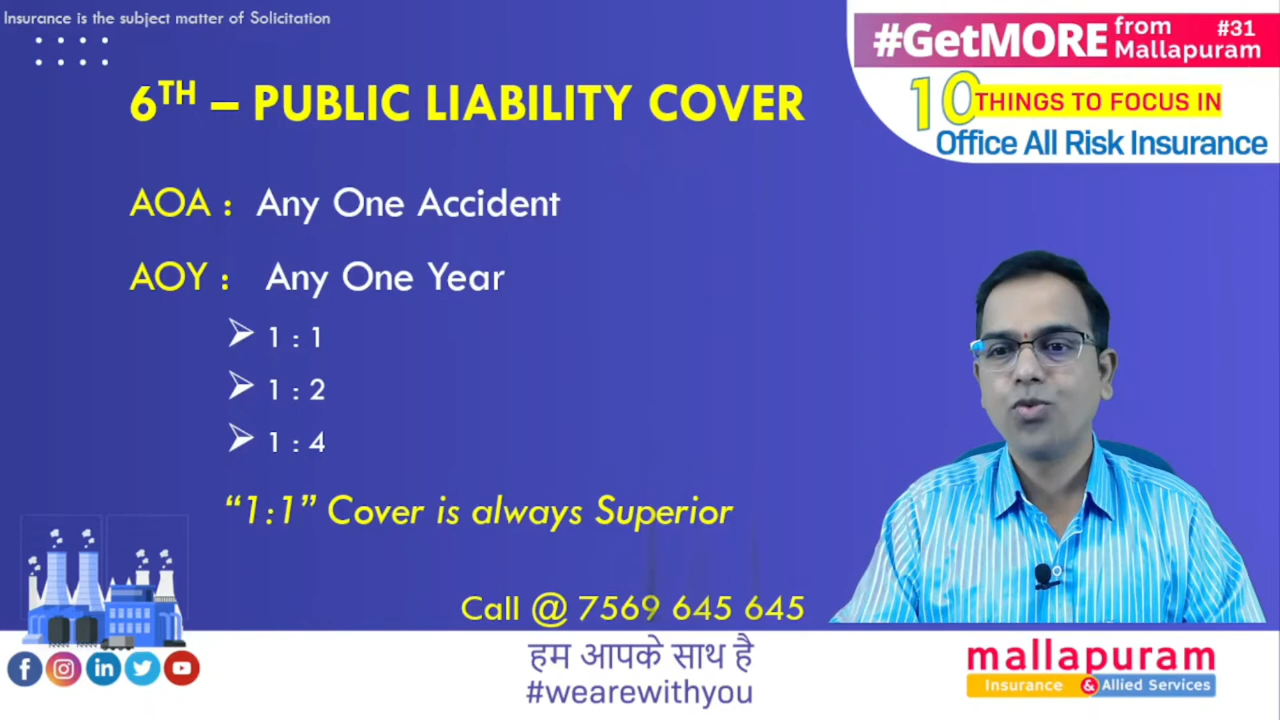 Insurance is the subject matter of Solicitation
#GetMORE from Mallapuram #31
10 THINGS TO FOCUS IN
Office All Risk Insurance
6TH – PUBLIC LIABILITY COVER
AOA : Any One Accident
AOY : Any One Year
➢ 1 : 1
➢ 1 : 2
➢ 1 : 4
“1:1” Cover is always Superior
Call @ 7569 645 645
हम आपके साथ है
#wearewithyou
mallapuram
Insurance & Allied Services